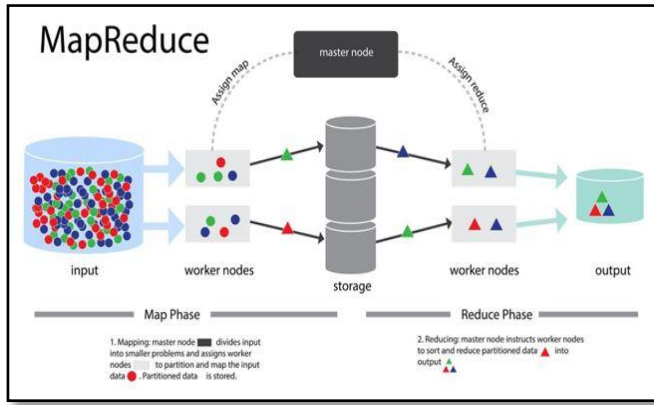 MapReduce
master node
Assign map
Assign reduce
input
worker nodes
storage
worker nodes
output
Map Phase
Reduce Phase
1. Mapping: master node divides input
into smaller problems and assigns worker
nodes to partition and map the input
data . Partitioned data is stored.
2. Reducing: master node instructs worker nodes
to sort and reduce partitioned data into
output